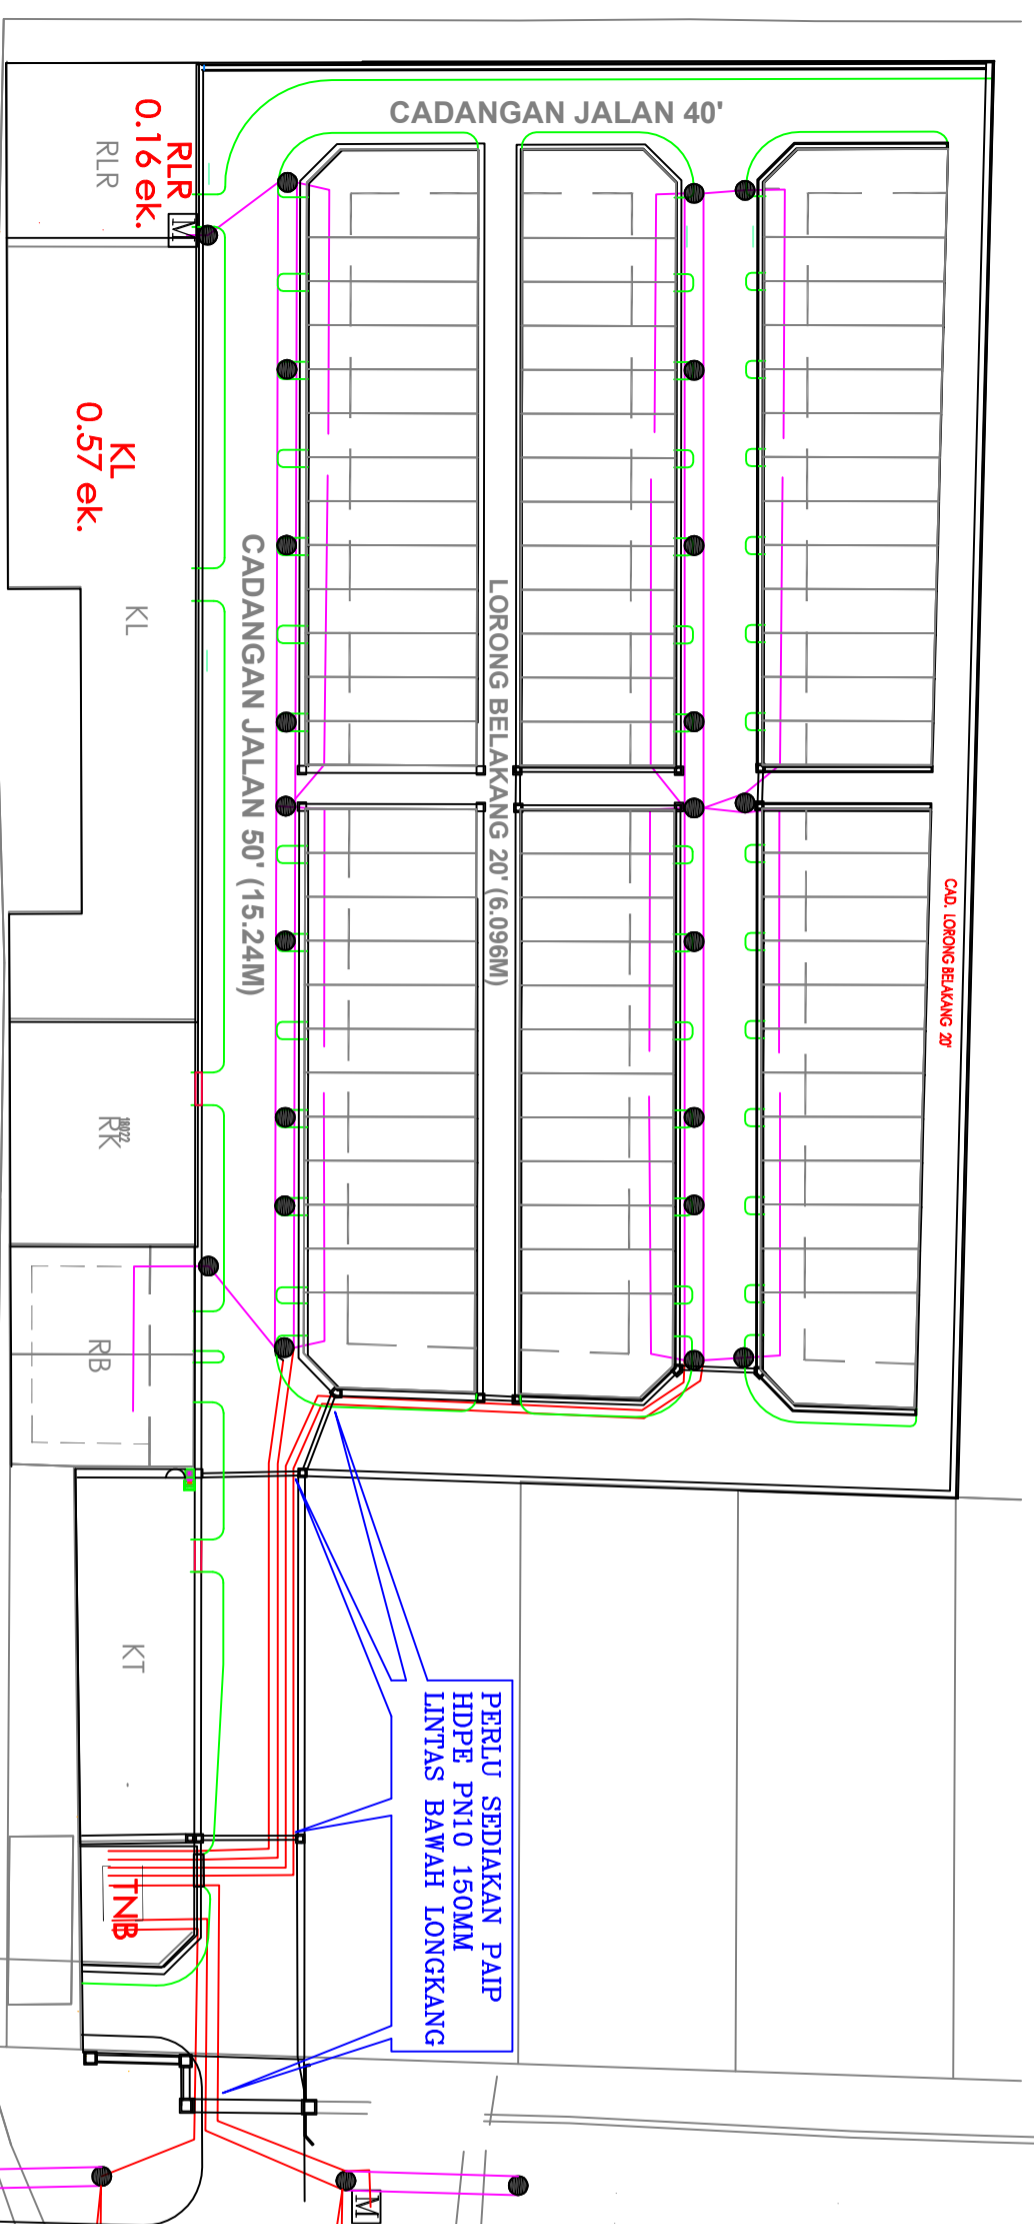 CADANGAN JALAN 40'
RLR
0.16 ek.
RLR
M
KL
0.57 ek.
KL
CADANGAN JALAN 50' (15.24M)
LORONG BELAKANG 20' (6.096M)
CAD. LORONG BELAKANG 20'
RK
RB
KT
PERLU SEDIAKAN PAIP
HDPE PN10 150MM
LINTAS BAWAH LONGKANG
TNB
M